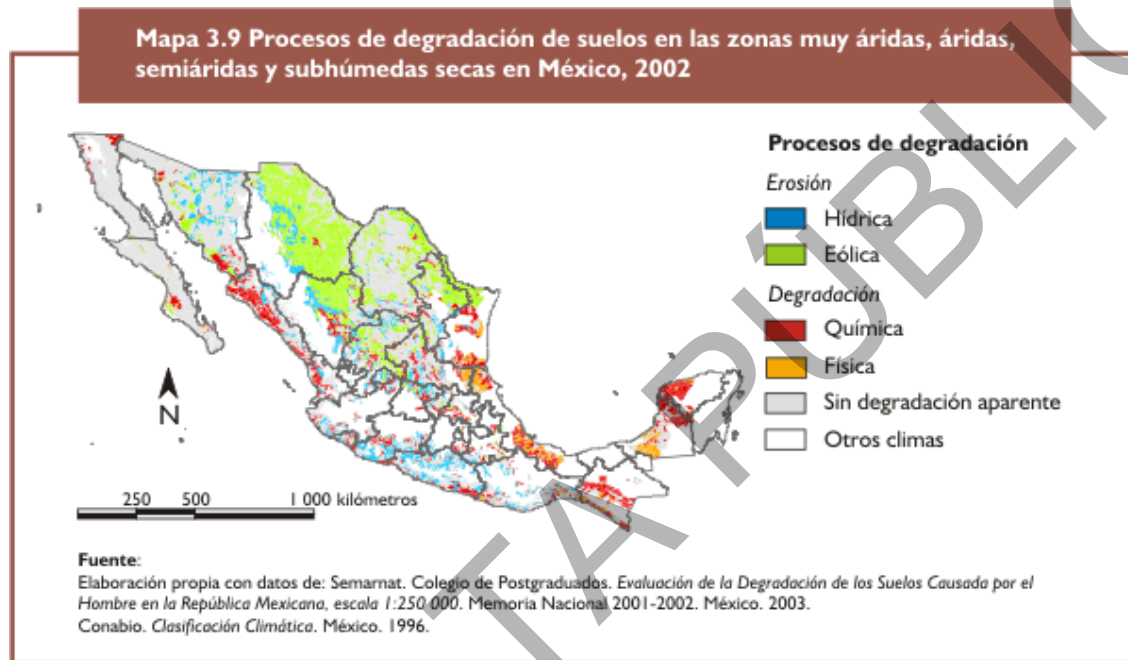 Mapa 3.9 Procesos de degradación de suelos en las zonas muy áridas, áridas,
semiáridas y subhúmedas secas en México, 2002
Procesos de degradación
Erosión
Hídrica
Eólica
Degradación
Química
Física
Sin degradación aparente
Otros climas
N
250 500 1 000 kilómetros
Fuente:
Elaboración propia con datos de: Semarnat. Colegio de Postgraduados. Evaluación de la Degradación de los Suelos Causada por el
Hombre en la República Mexicana, escala 1:250 000. Memoria Nacional 2001-2002. México. 2003.
Conabio. Clasificación Climática. México. 1996.
TA PÚBLIC